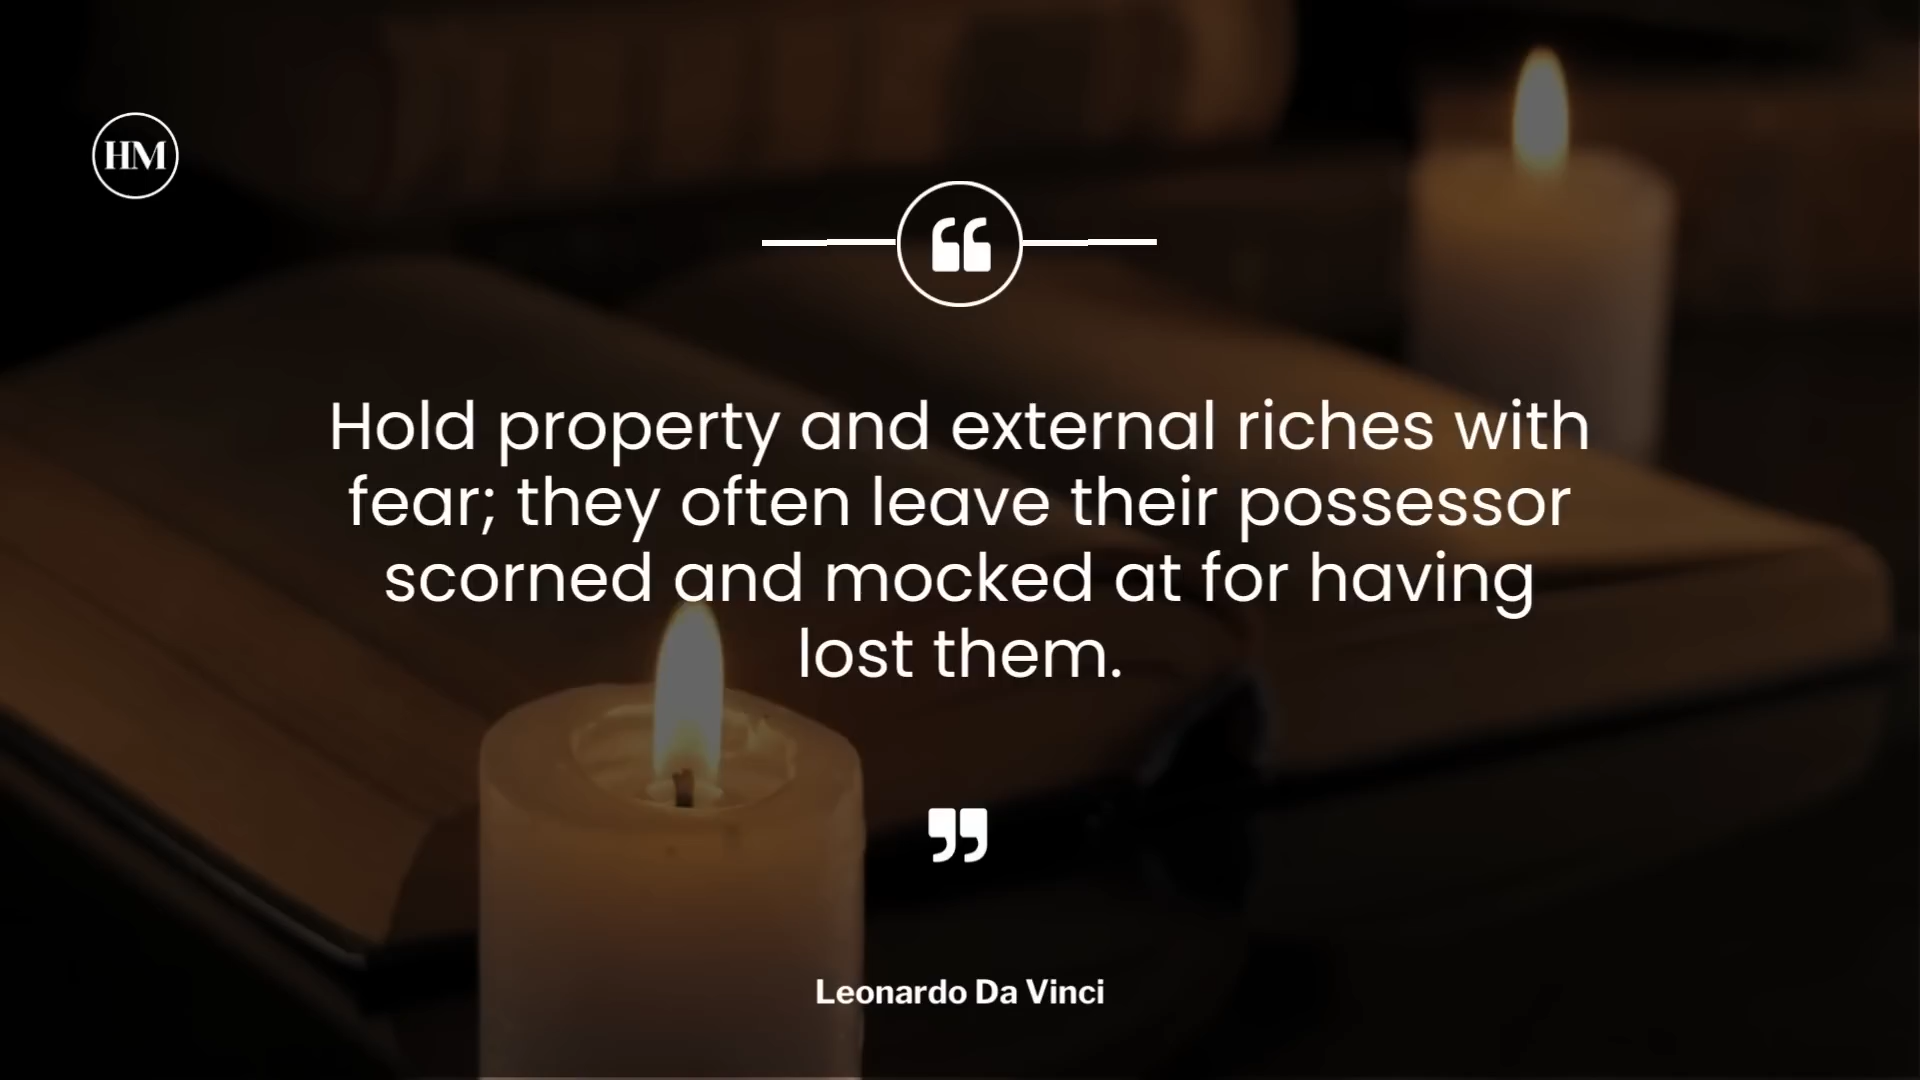 HM
“
Hold property and external riches with
fear; they often leave their possessor
scorned and mocked at for having
lost them.
”
Leonardo Da Vinci